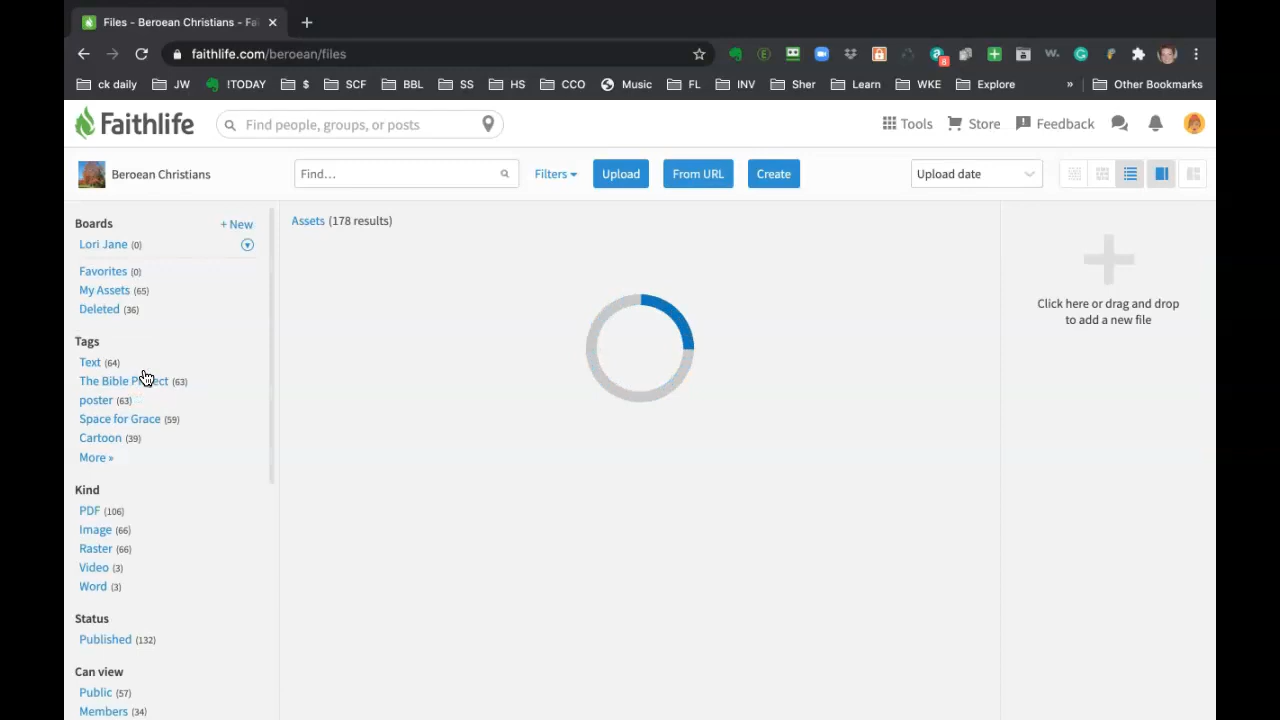 Files - Beroean Christians - Fa
faithlife.com/beroean/files
ck daily JW !TODAY $ SCF BBL SS HS CCO Music FL INV Sher Learn WKE Explore » Other Bookmarks
Faithlife
Find people, groups, or posts
Tools Store Feedback
Beroean Christians
Find...
Filters
Upload
From URL
Create
Upload date
Boards
+ New
Lori Jane (0)
Favorites (0)
My Assets (65)
Deleted (36)
Tags
Text (64)
The Bible Project (63)
poster (63)
Space for Grace (59)
Cartoon (39)
More »
Kind
PDF (106)
Image (66)
Raster (66)
Video (3)
Word (3)
Status
Published (132)
Can view
Public (57)
Members (34)
Assets (178 results)
Click here or drag and drop
to add a new file